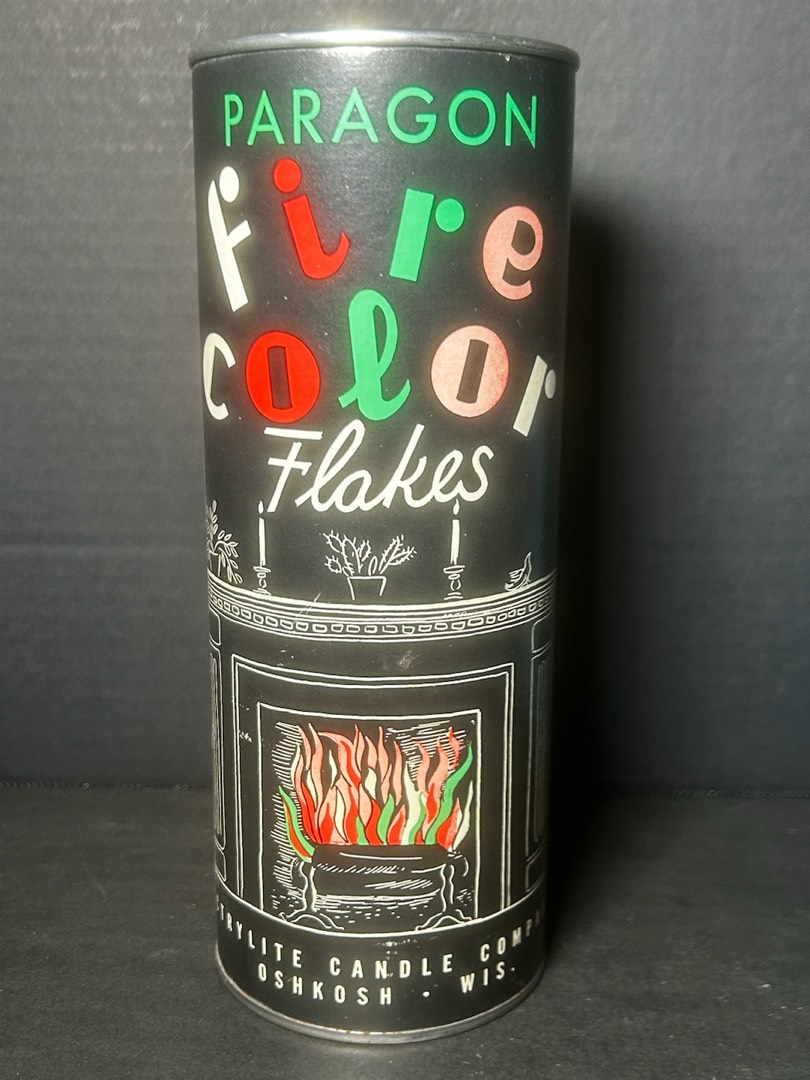 PARAGON
fire
color
Flakes
CANDLE
OSHKOSH · WIS.